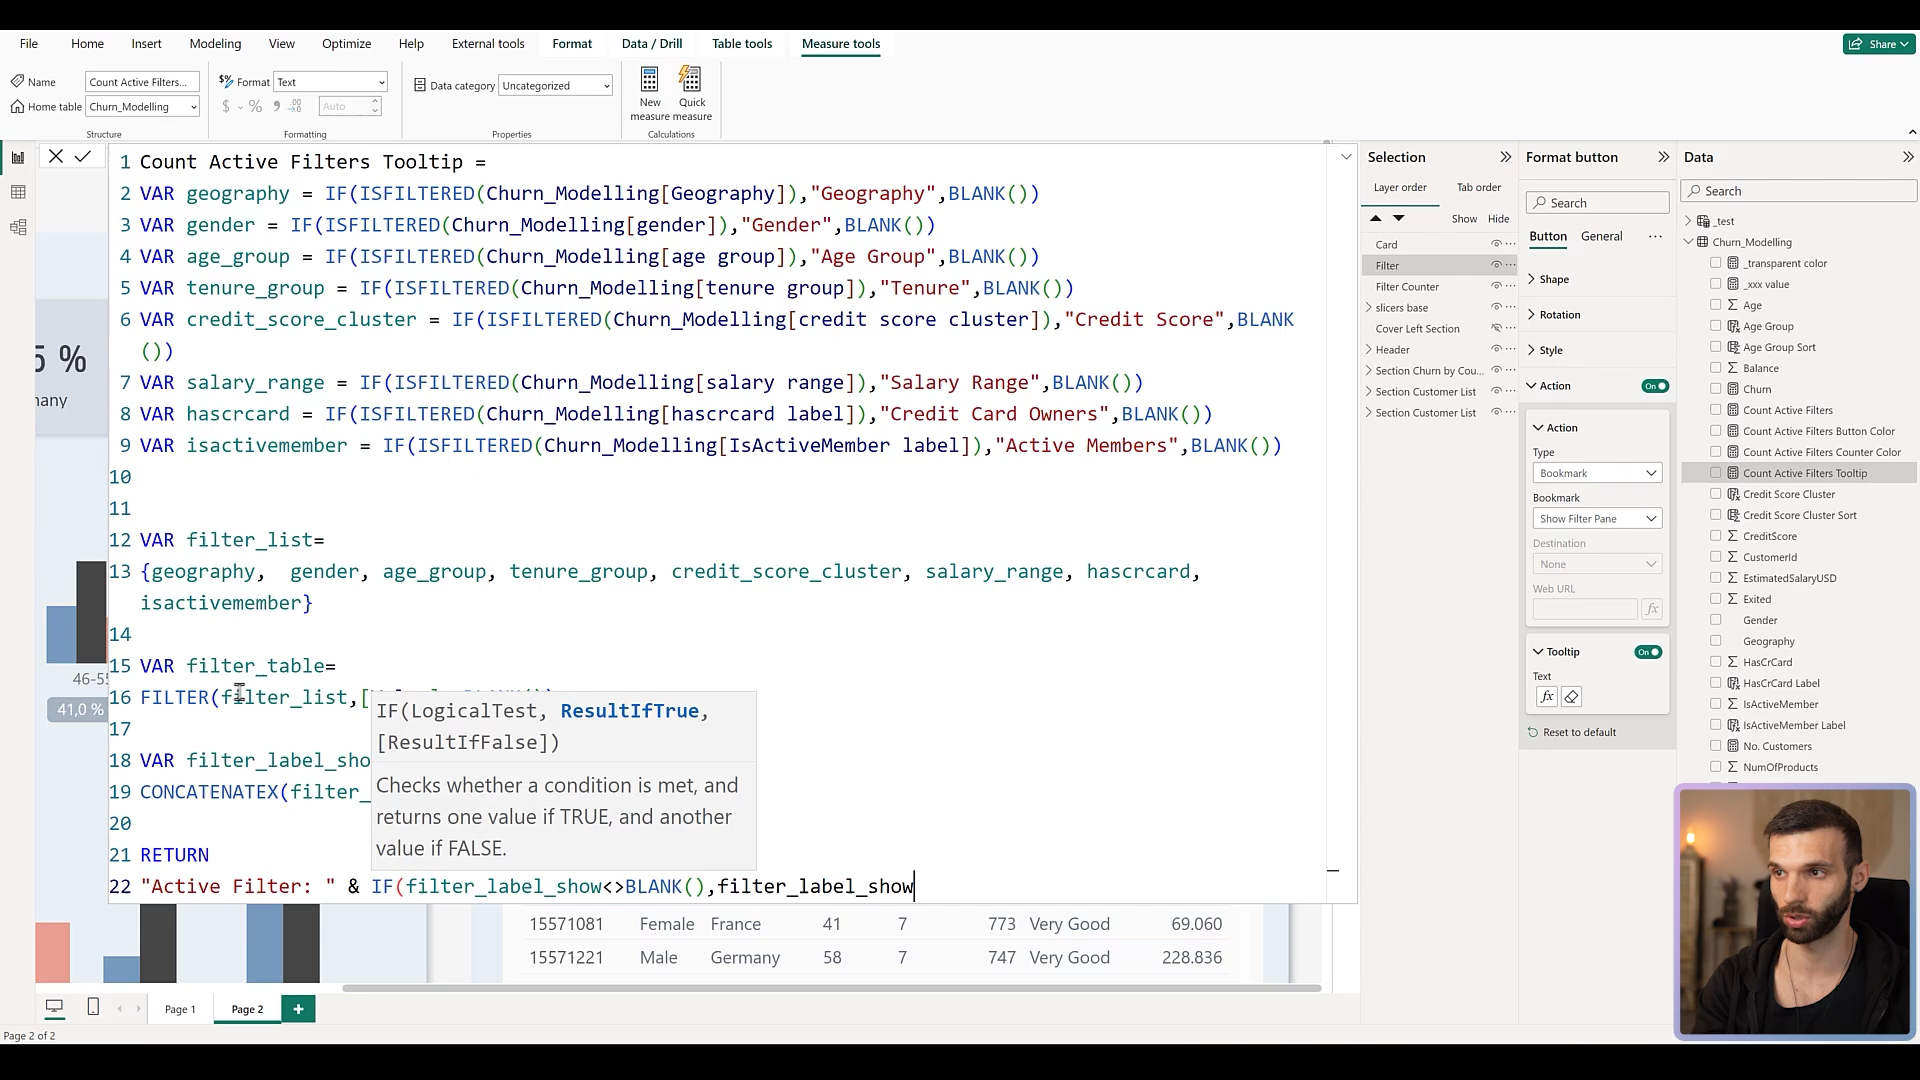 File Home Insert Modeling View Optimize Help External tools Format Data / Drill Table tools Measure tools
Share
Name Count Active Filters...
Home table Churn_Modelling
Structure
Format Text
$ % Auto
Formatting
Data category Uncategorized
Properties
New measure
Quick measure
Calculations
1 Count Active Filters Tooltip =
2 VAR geography = IF(ISFILTERED(Churn_Modelling[Geography]),"Geography",BLANK())
3 VAR gender = IF(ISFILTERED(Churn_Modelling[gender]),"Gender",BLANK())
4 VAR age_group = IF(ISFILTERED(Churn_Modelling[age group]),"Age Group",BLANK())
5 VAR tenure_group = IF(ISFILTERED(Churn_Modelling[tenure group]),"Tenure",BLANK())
6 VAR credit_score_cluster = IF(ISFILTERED(Churn_Modelling[credit score cluster]),"Credit Score",BLANK
())
7 VAR salary_range = IF(ISFILTERED(Churn_Modelling[salary range]),"Salary Range",BLANK())
8 VAR hascrcard = IF(ISFILTERED(Churn_Modelling[hascrcard label]),"Credit Card Owners",BLANK())
9 VAR isactivemember = IF(ISFILTERED(Churn_Modelling[IsActiveMember label]),"Active Members",BLANK())
10
11
12 VAR filter_list=
13 {geography, gender, age_group, tenure_group, credit_score_cluster, salary_range, hascrcard,
isactivemember}
14
15 VAR filter_table=
16 FILTER(filter_list,[
17
18 VAR filter_label_sho
19 CONCATENATEX(filter_
20
21 RETURN
22 "Active Filter: " & IF(filter_label_show<>BLANK(),filter_label_show
IF(LogicalTest, ResultIfTrue,
[ResultIfFalse])
Checks whether a condition is met, and
returns one value if TRUE, and another
value if FALSE.
5 %
many
46-55
41,0 %
15571081 Female France 41 7 773 Very Good 69.060
15571221 Male Germany 58 7 747 Very Good 228.836
Page 1 Page 2 +
Page 2 of 2
Selection
Layer order Tab order
Show Hide
Card
Filter
Filter Counter
slicers base
Cover Left Section
Header
Section Churn by Cou...
Section Customer List
Section Customer List
Format button
Search
Button General ...
Shape
Rotation
Style
Action On
Action
Type
Bookmark
Bookmark
Show Filter Pane
Destination
None
Web URL
fx
Tooltip On
Text
fx
Reset to default
Data
Search
_test
Churn_Modelling
_transparent color
_xxx value
Age
Age Group
Age Group Sort
Balance
Churn
Count Active Filters
Count Active Filters Button Color
Count Active Filters Counter Color
Count Active Filters Tooltip
Credit Score Cluster
Credit Score Cluster Sort
CreditScore
CustomerId
EstimatedSalaryUSD
Exited
Gender
Geography
HasCrCard
HasCrCard Label
IsActiveMember
IsActiveMember Label
No. Customers
NumOfProducts